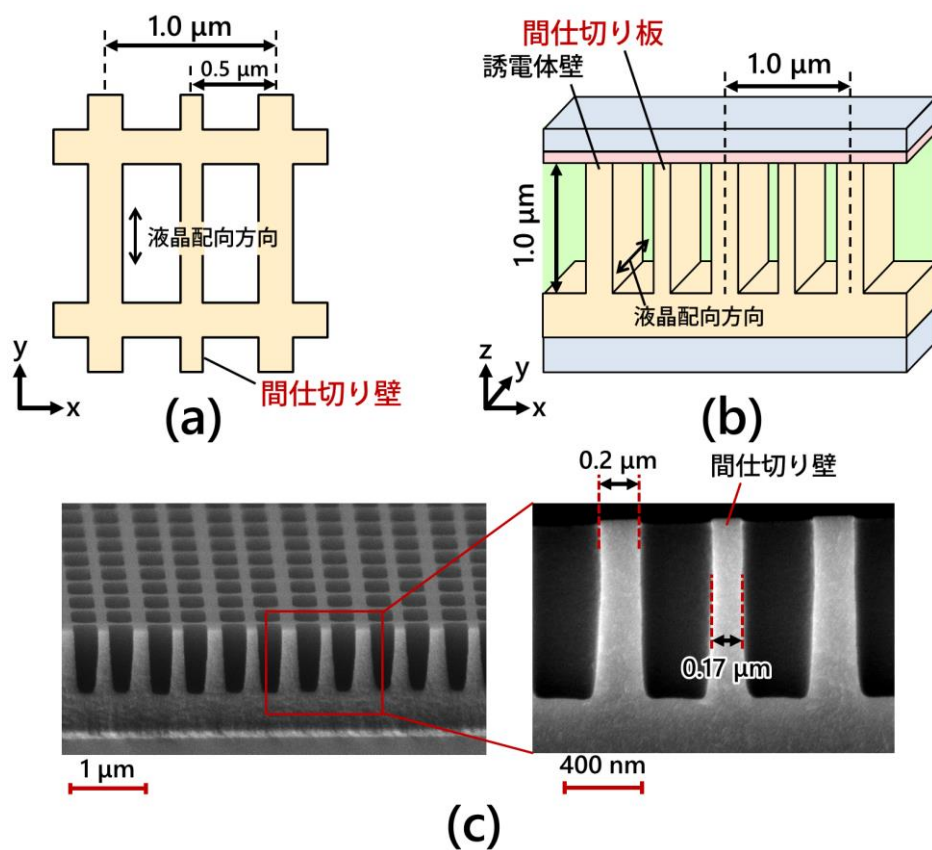 1.0 μm
0.5 μm
液晶配向方向
間仕切り壁
y
x
(a)
間仕切り板
誘電体壁
1.0 μm
1.0 μm
液晶配向方向
z
y
x
(b)
0.2 μm
間仕切り壁
0.17 μm
1 μm
400 nm
(c)